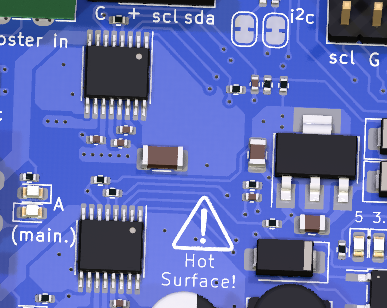 G + scl sda
i²c
oster in
scl G
A
(main.)
5 3.
Hot
Surface!